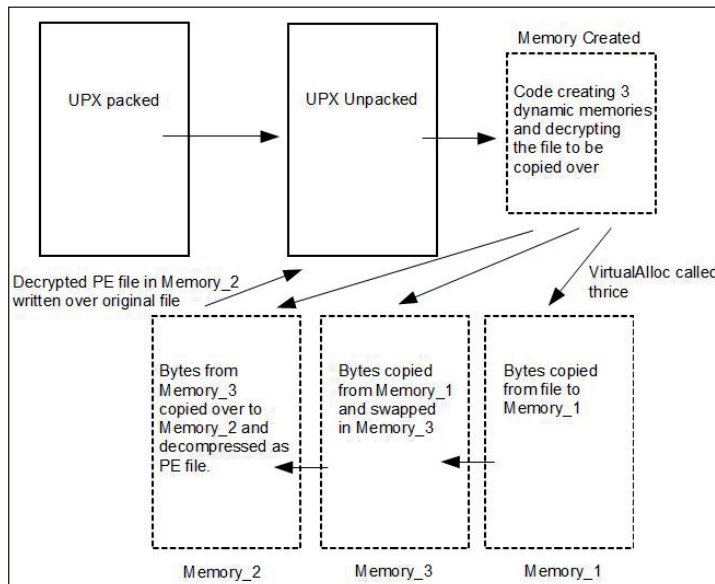 UPX packed
UPX Unpacked
Memory Created
Code creating 3
dynamic memories
and decrypting
the file to be
copied over
Decrypted PE file in Memory_2
written over original file
VirtualAlloc called
thrice
Bytes from
Memory_3
copied over to
Memory_2 and
decompressed as
PE file.
Bytes copied
from Memory_1
and swapped
in Memory_3
Bytes copied
from file to
Memory_1
Memory_2
Memory_3
Memory_1